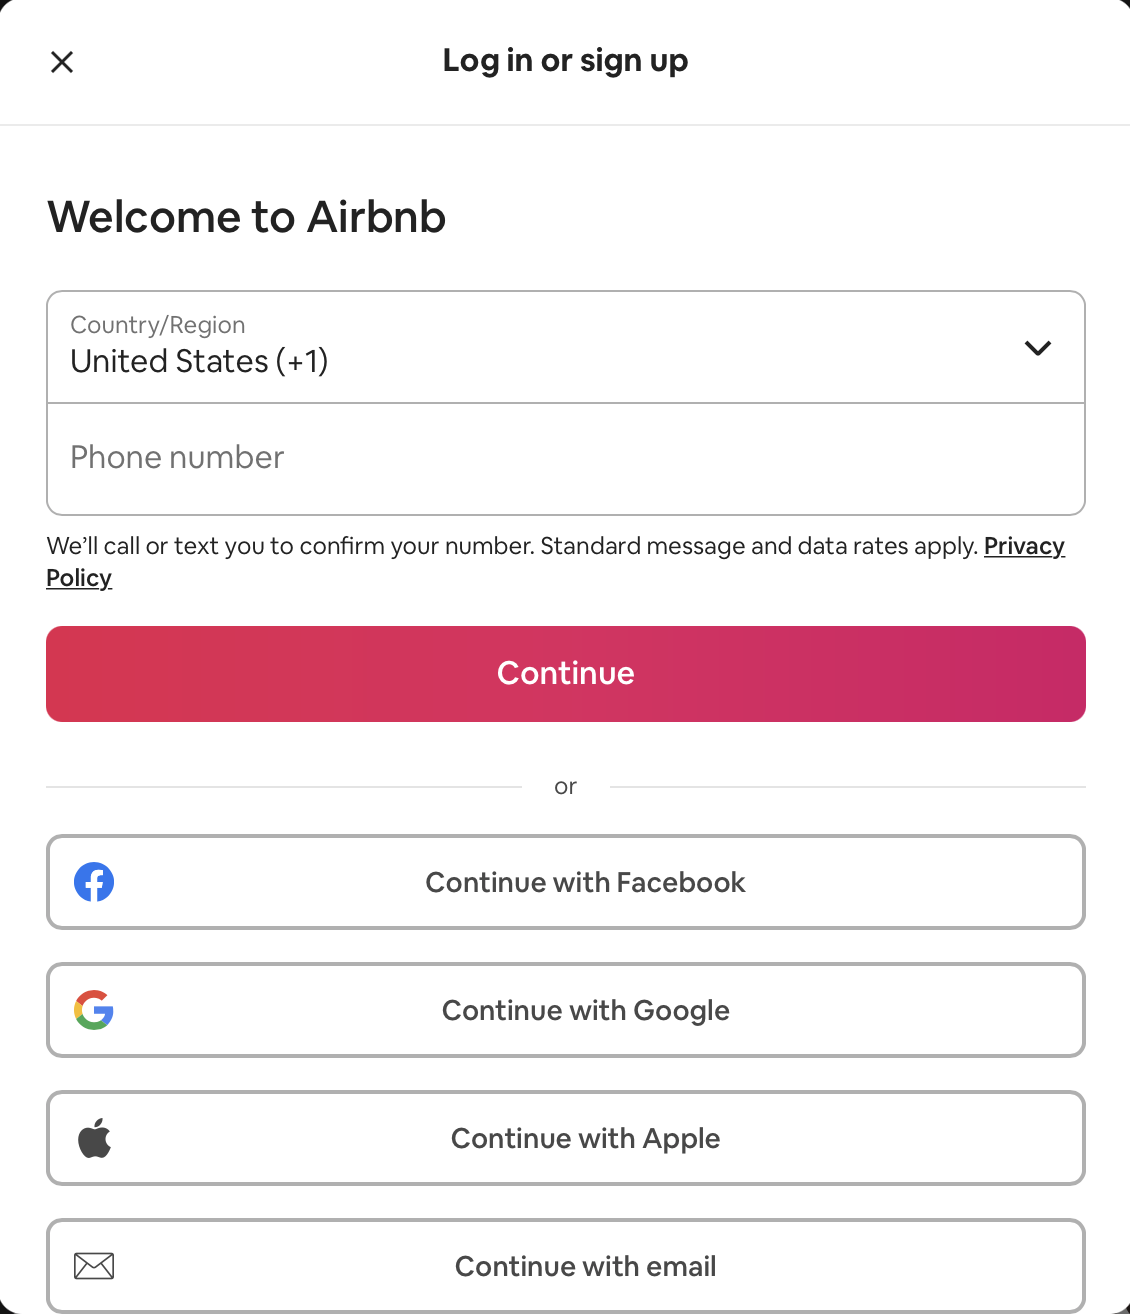 Log in or sign up
Welcome to Airbnb
Country/Region
United States (+1)
Phone number
We’ll call or text you to confirm your number. Standard message and data rates apply. Privacy
Policy
Continue
or
Continue with Facebook
Continue with Google
Continue with Apple
Continue with email